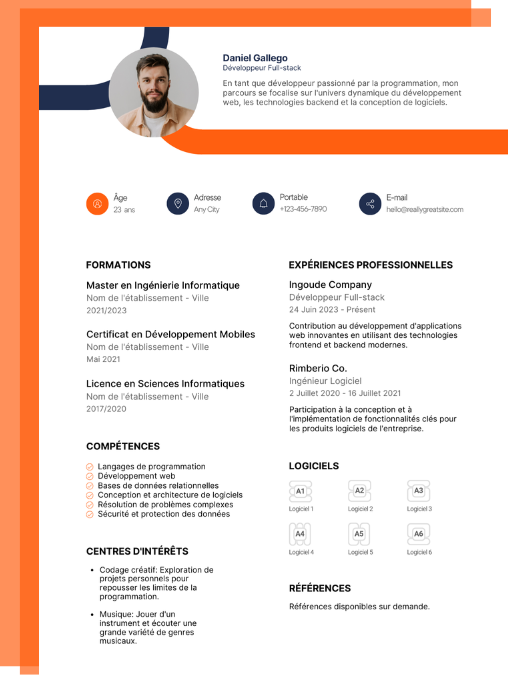 Daniel Gallego
Développeur Full-stack
En tant que développeur passionné par la programmation, mon
parcours se focalise sur l'univers dynamique du développement
web, les technologies backend et la conception de logiciels.
Âge
23 ans
Adresse
Any City
Portable
+123-456-7890
E-mail
hello@reallygreatsite.com
FORMATIONS
Master en Ingénierie Informatique
Nom de l'établissement - Ville
2021/2023
Certificat en Développement Mobiles
Nom de l'établissement - Ville
Mai 2021
Licence en Sciences Informatiques
Nom de l'établissement - Ville
2017/2020
COMPÉTENCES
Langages de programmation
Développement web
Bases de données relationnelles
Conception et architecture de logiciels
Résolution de problèmes complexes
Sécurité et protection des données
CENTRES D'INTÉRÊTS
• Codage créatif: Exploration de
projets personnels pour
repousser les limites de la
programmation.
• Musique: Jouer d'un
instrument et écouter une
grande variété de genres
musicaux.
EXPÉRIENCES PROFESSIONNELLES
Ingoude Company
Développeur Full-stack
24 Juin 2023 - Présent
Contribution au développement d'applications
web innovantes en utilisant des technologies
frontend et backend modernes.
Rimberio Co.
Ingénieur Logiciel
2 Juillet 2020 - 16 Juillet 2021
Participation à la conception et à
l'implémentation de fonctionnalités clés pour
les produits logiciels de l'entreprise.
LOGICIELS
A1 A2 A3
Logiciel 1 Logiciel 2 Logiciel 3
A4 A5 A6
Logiciel 4 Logiciel 5 Logiciel 6
RÉFÉRENCES
Références disponibles sur demande.